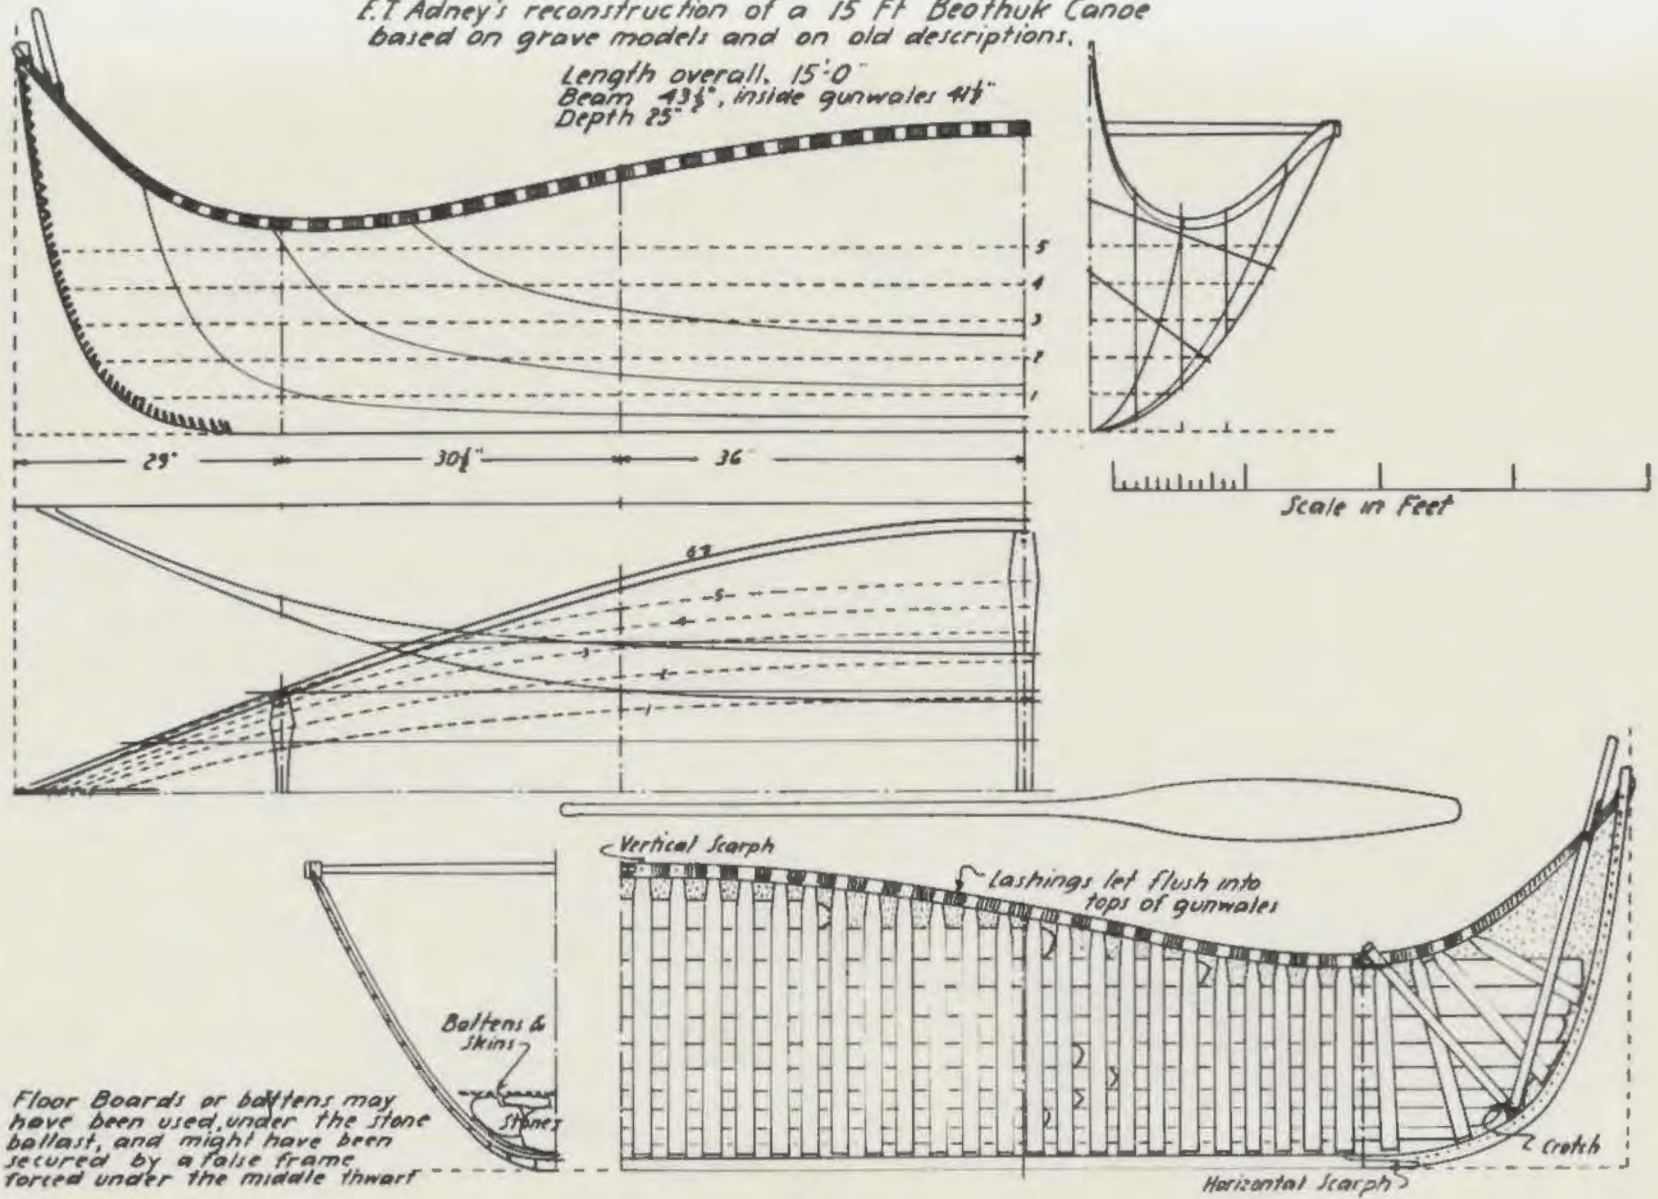 E.T. Adney's reconstruction of a 15 Ft Beothuk Canoe
based on grave models and on old descriptions.
Length overall. 15'-0"
Beam 43½", inside gunwales 41½"
Depth 25"
5
4
3
2
1
29"
30½"
36
Scale in Feet
5
4
3
2
1
Vertical Scarph
Lashings let flush into
tops of gunwales
Battens &
skins
Stones
Floor Boards or battens may
have been used, under the stone
ballast, and might have been
secured by a false frame
forced under the middle thwart
Crotch
Horizontal Scarph